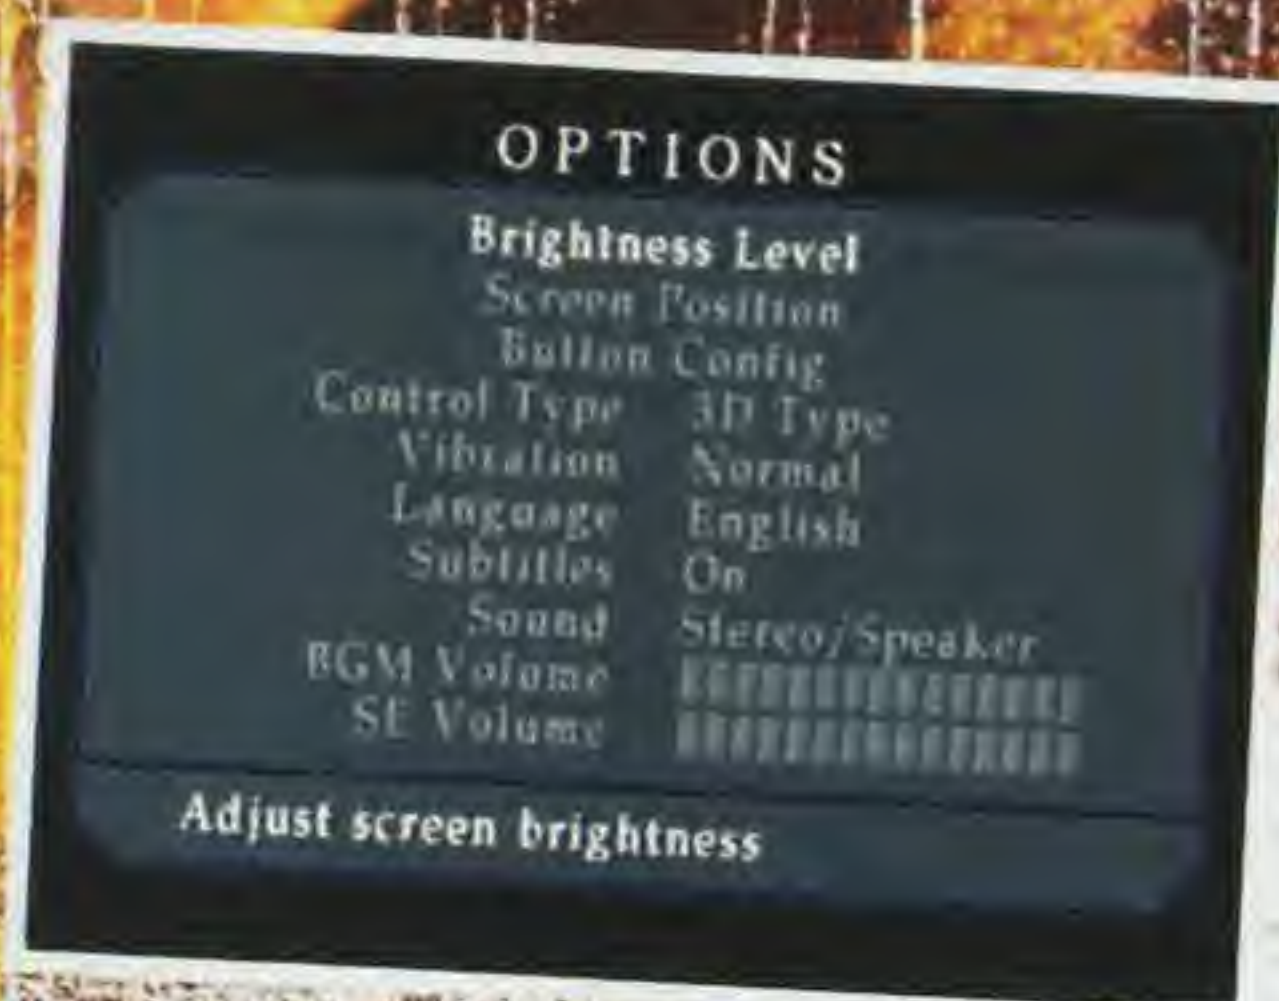 OPTIONS
Brightness Level
Screen Position
Button Config
Control Type 3D Type
Vibration Normal
Language English
Subtitles On
Sound Stereo/Speaker
BGM Volume
SE Volume
Adjust screen brightness